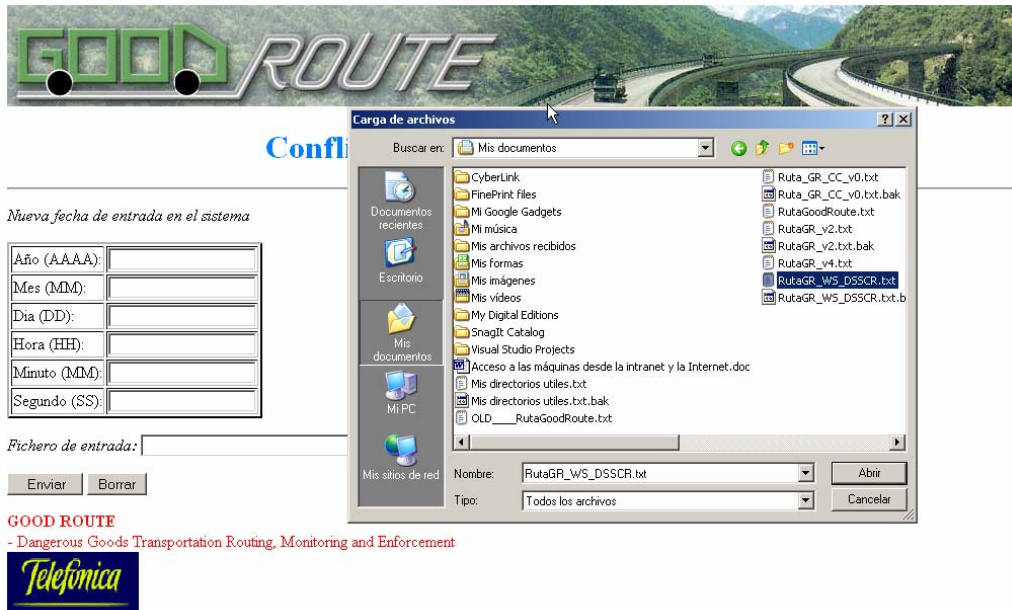 GOOD ROUTE
Confli
Nueva fecha de entrada en el sistema
Año (AAAA):
Mes (MM):
Dia (DD):
Hora (HH):
Minuto (MM):
Segundo (SS):
Fichero de entrada:
Enviar Borrar
GOOD ROUTE
- Dangerous Goods Transportation Routing, Monitoring and Enforcement
Telefónica
Carga de archivos
Buscar en: Mis documentos
Documentos recientes
Escritorio
Mis documentos
Mi PC
Mis sitios de red
CyberLink
FinePrint files
Mi Google Gadgets
Mi música
Mis archivos recibidos
Mis formas
Mis imágenes
Mis vídeos
My Digital Editions
SnagIt Catalog
Visual Studio Projects
Acceso a las máquinas desde la intranet y la Internet.doc
Mis directorios utiles.txt
Mis directorios utiles.txt.bak
OLD____RutaGoodRoute.txt
Ruta_GR_CC_v0.txt
Ruta_GR_CC_v0.txt.bak
RutaGoodRoute.txt
RutaGR_v2.txt
RutaGR_v2.txt.bak
RutaGR_v4.txt
RutaGR_WS_DSSCR.txt
RutaGR_WS_DSSCR.txt.b
Nombre: RutaGR_WS_DSSCR.txt Abrir
Tipo: Todos los archivos Cancelar